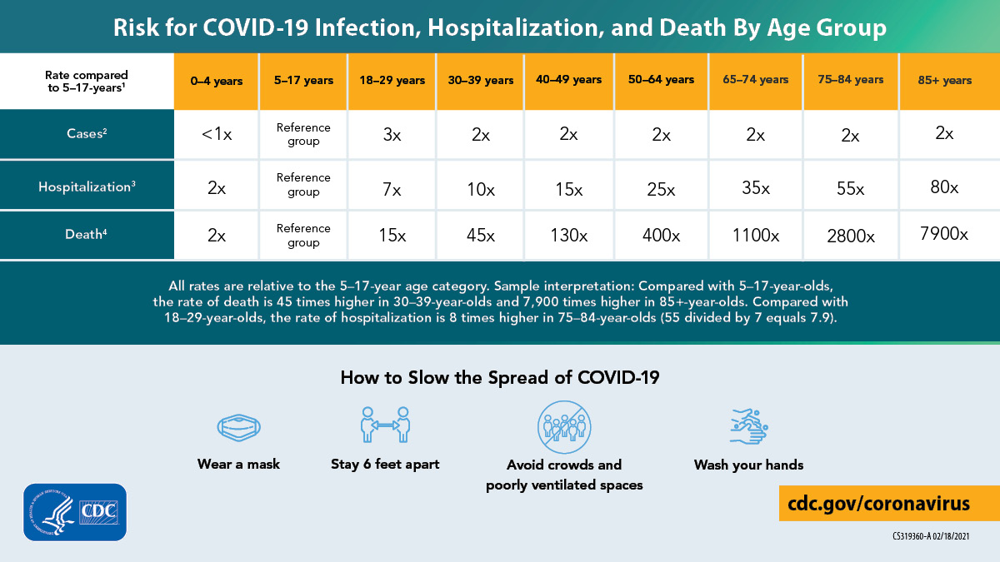 Risk for COVID-19 Infection, Hospitalization, and Death By Age Group
Rate compared
to 5–17-years¹
0–4 years
5–17 years
18–29 years
30–39 years
40–49 years
50–64 years
65–74 years
75–84 years
85+ years
Cases²
<1x
Reference
group
3x
2x
2x
2x
2x
2x
2x
Hospitalization³
2x
Reference
group
7x
10x
15x
25x
35x
55x
80x
Death⁴
2x
Reference
group
15x
45x
130x
400x
1100x
2800x
7900x
All rates are relative to the 5–17-year age category. Sample interpretation: Compared with 5–17-year-olds,
the rate of death is 45 times higher in 30–39-year-olds and 7,900 times higher in 85+-year-olds. Compared with
18–29-year-olds, the rate of hospitalization is 8 times higher in 75–84-year-olds (55 divided by 7 equals 7.9).
How to Slow the Spread of COVID-19
Wear a mask
Stay 6 feet apart
Avoid crowds and
poorly ventilated spaces
Wash your hands
CDC
cdc.gov/coronavirus
CS319360-A 02/18/2021